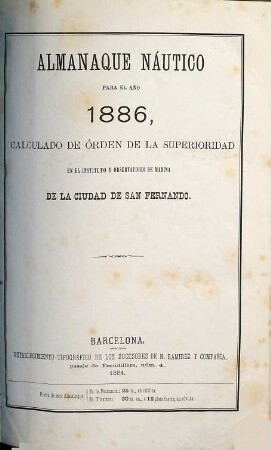 ALMANAQUE NÁUTICO
PARA EL AÑO
1886,
CALCULADO DE ÓRDEN DE LA SUPERIORIDAD
EN EL INSTITUTO Y OBSERVATORIO DE MARINA
DE LA CIUDAD DE SAN FERNANDO.
BARCELONA.
ESTABLECIMIENTO TIPOGRÁFICO DE LOS SUCESORES DE N. RAMIREZ Y COMPAÑÍA.
pasaje de Escudillers, núm. 4.
1884.